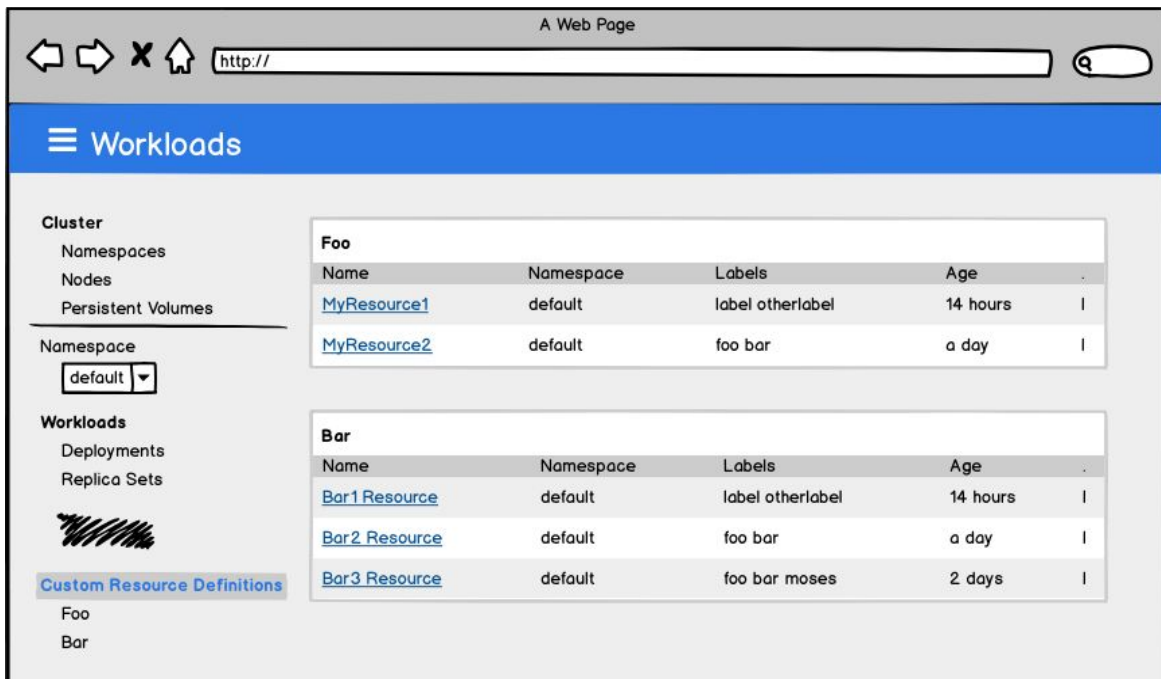 A Web Page
http://
Workloads
Cluster
Namespaces
Nodes
Persistent Volumes
Namespace
default
Workloads
Deployments
Replica Sets
Custom Resource Definitions
Foo
Bar
Foo
Name Namespace Labels Age .
MyResource1 default label otherlabel 14 hours |
MyResource2 default foo bar a day |
Bar
Name Namespace Labels Age .
Bar1 Resource default label otherlabel 14 hours |
Bar2 Resource default foo bar a day |
Bar3 Resource default foo bar moses 2 days |